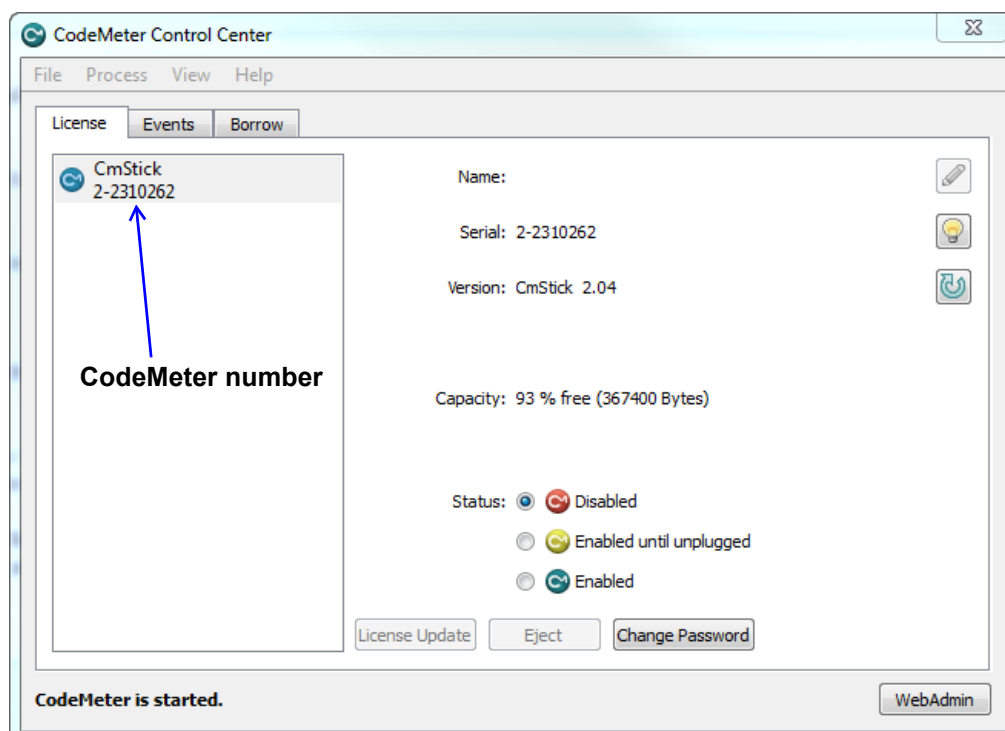 CodeMeter Control Center
File Process View Help
License Events Borrow
CmStick
2-2310262
CodeMeter number
Name:
Serial: 2-2310262
Version: CmStick 2.04
Capacity: 93 % free (367400 Bytes)
Status: Disabled
Enabled until unplugged
Enabled
License Update Eject Change Password
CodeMeter is started.
WebAdmin